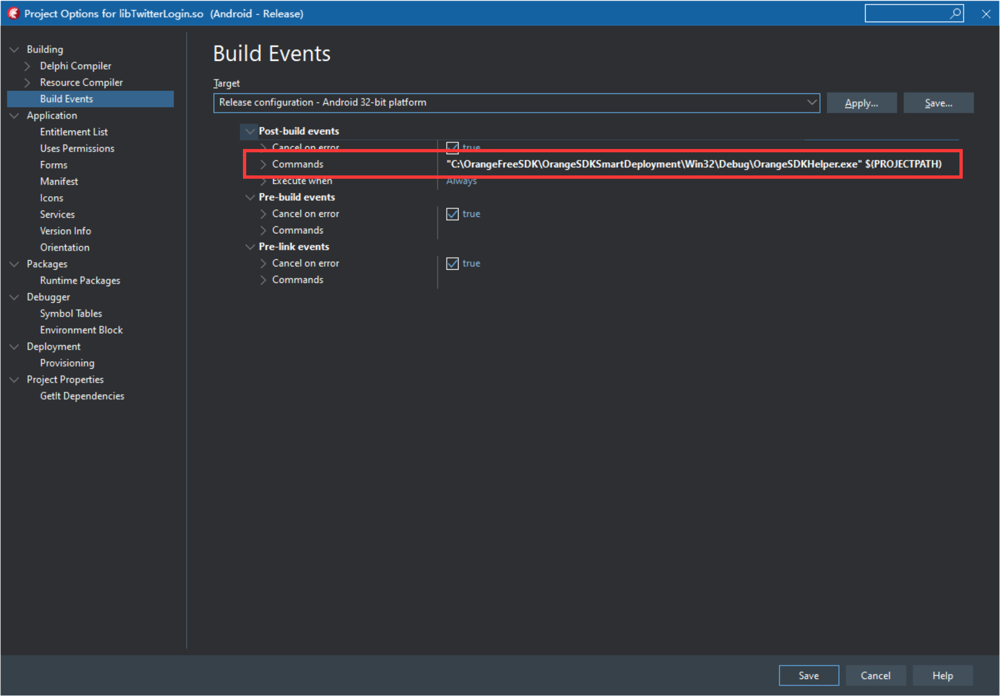 Project Options for libTwitterLogin.so (Android - Release)
Building
Delphi Compiler
Resource Compiler
Build Events
Application
Entitlement List
Uses Permissions
Forms
Manifest
Icons
Services
Version Info
Orientation
Packages
Runtime Packages
Debugger
Symbol Tables
Environment Block
Deployment
Provisioning
Project Properties
GetIt Dependencies
Build Events
Target
Release configuration - Android 32-bit platform
Apply...
Save...
Post-build events
Cancel on error true
Commands "C:\OrangeFreeSDK\OrangeSDKSmartDeployment\Win32\Debug\OrangeSDKHelper.exe" $(PROJECTPATH)
Execute when Always
Pre-build events
Cancel on error true
Commands
Pre-link events
Cancel on error true
Commands
Save
Cancel
Help